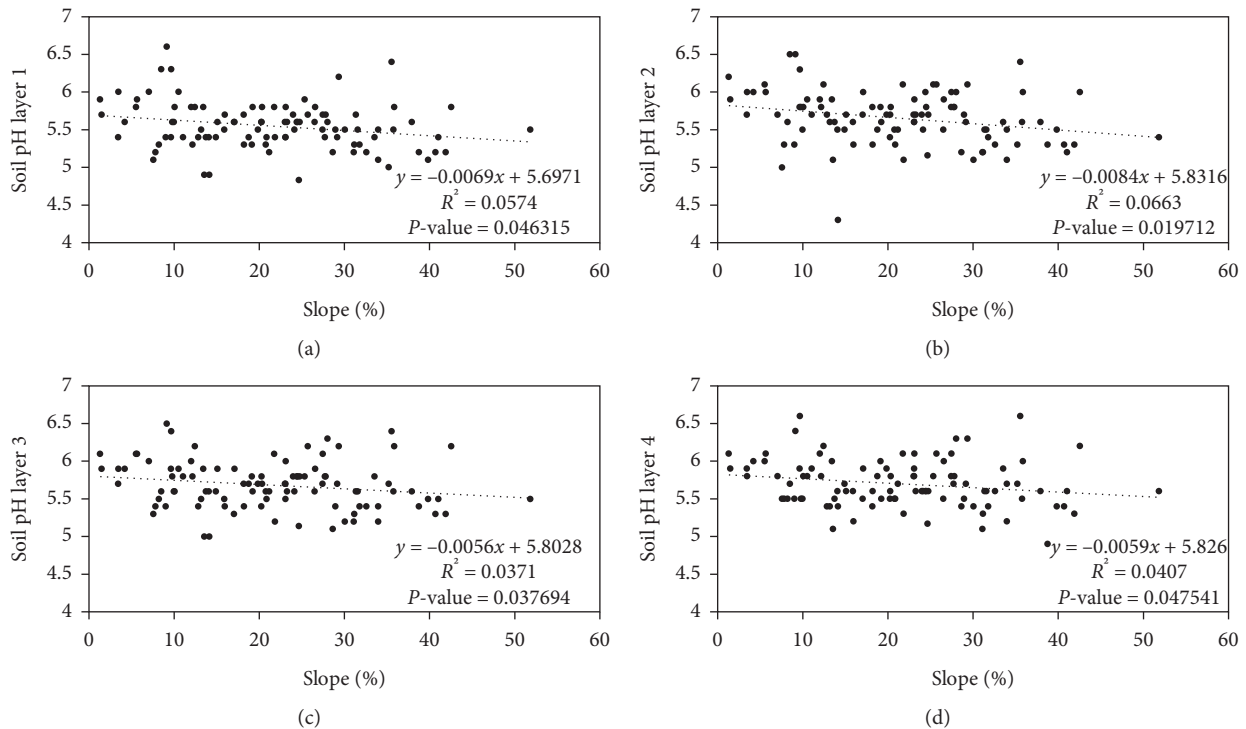 Soil pH layer 1
7
6.5
6
5.5
5
4.5
4
y = –0.0069x + 5.6971
R² = 0.0574
P-value = 0.046315
0 10 20 30 40 50 60
Slope (%)
(a)
Soil pH layer 2
7
6.5
6
5.5
5
4.5
4
y = –0.0084x + 5.8316
R² = 0.0663
P-value = 0.019712
0 10 20 30 40 50 60
Slope (%)
(b)
Soil pH layer 3
7
6.5
6
5.5
5
4.5
4
y = –0.0056x + 5.8028
R² = 0.0371
P-value = 0.037694
0 10 20 30 40 50 60
Slope (%)
(c)
Soil pH layer 4
7
6.5
6
5.5
5
4.5
4
y = –0.0059x + 5.826
R² = 0.0407
P-value = 0.047541
0 10 20 30 40 50 60
Slope (%)
(d)